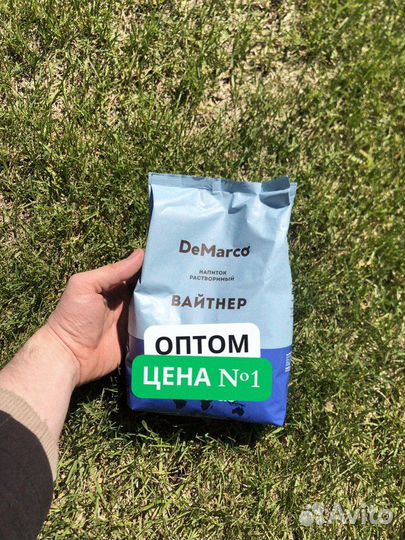 DeMarco
НАПИТОК
РАСТВОРИМЫЙ
ВАЙТНЕР
ОПТОМ
ЦЕНА №1
Avito